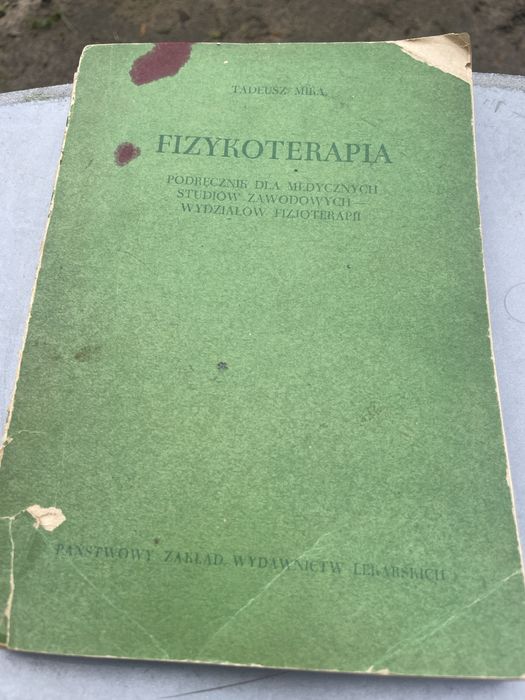 TADEUSZ MIKA
FIZYKOTERAPIA
PODRĘCZNIK DLA MEDYCZNYCH
STUDIÓW ZAWODOWYCH —
WYDZIAŁÓW FIZJOTERAPII
PAŃSTWOWY ZAKŁAD WYDAWNICTW LEKARSKICH